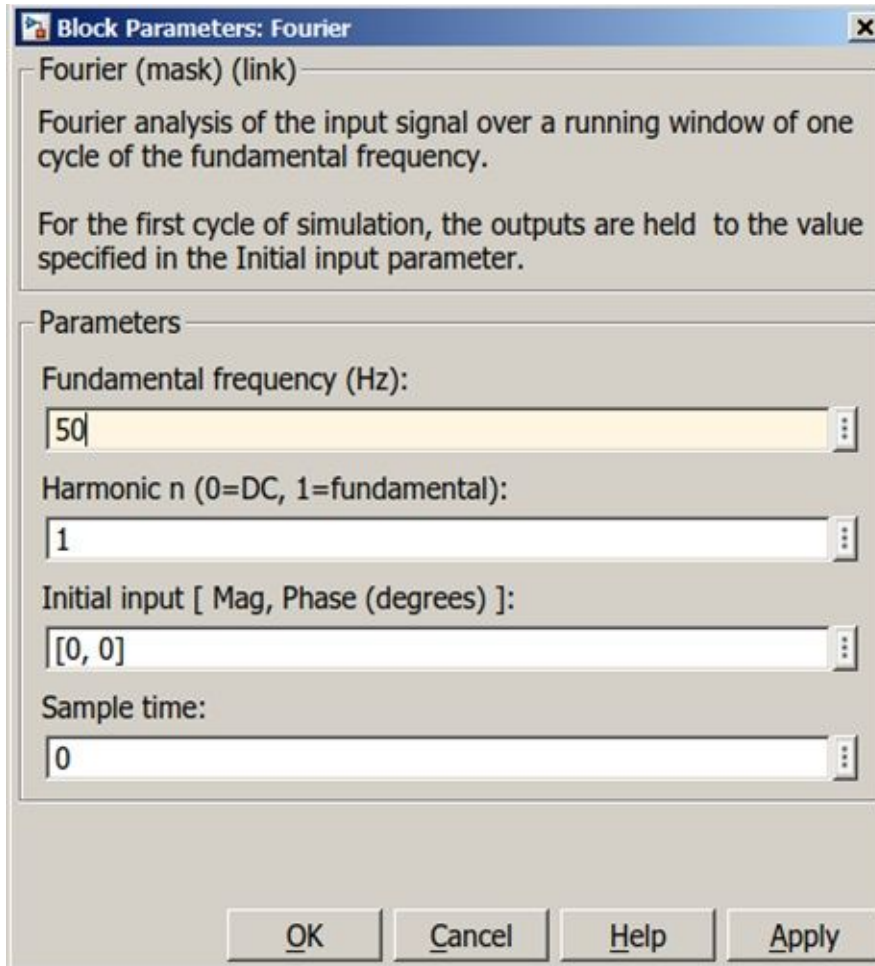 Block Parameters: Fourier
Fourier (mask) (link)
Fourier analysis of the input signal over a running window of one
cycle of the fundamental frequency.
For the first cycle of simulation, the outputs are held  to the value
specified in the Initial input parameter.
Parameters
Fundamental frequency (Hz):
50
Harmonic n (0=DC, 1=fundamental):
1
Initial input [ Mag, Phase (degrees) ]:
[0, 0]
Sample time:
0
OK Cancel Help Apply